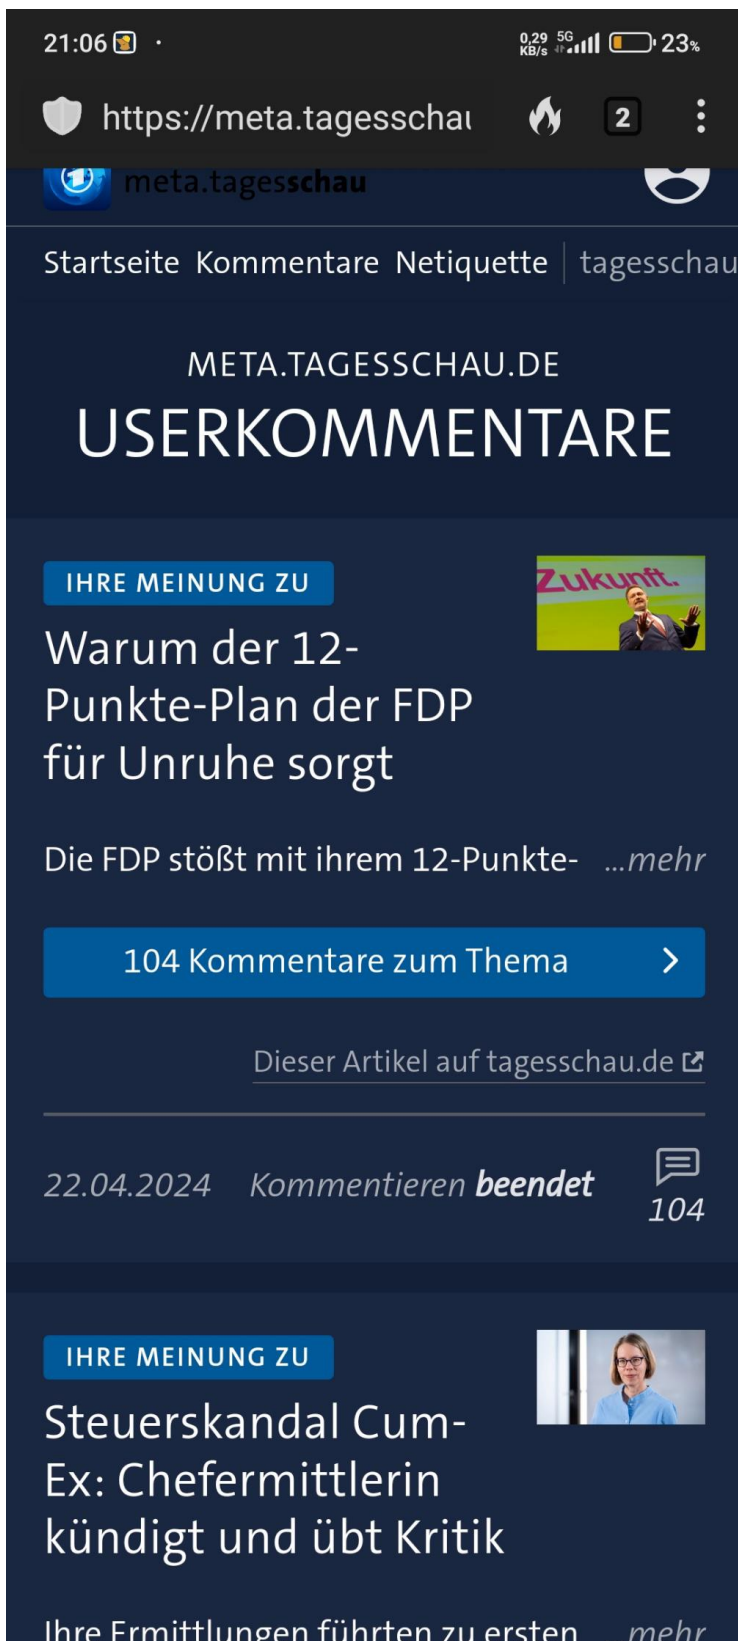 21:06
0,29 KB/s 5G 23%
https://meta.tagesschau
2
meta.tagesschau
Startseite Kommentare Netiquette tagesschau
META.TAGESSCHAU.DE
USERKOMMENTARE
IHRE MEINUNG ZU
Zukunft.
Warum der 12-
Punkte-Plan der FDP
für Unruhe sorgt
Die FDP stößt mit ihrem 12-Punkte- ...mehr
104 Kommentare zum Thema
Dieser Artikel auf tagesschau.de
22.04.2024 Kommentieren beendet
104
IHRE MEINUNG ZU
Steuerskandal Cum-
Ex: Chefermittlerin
kündigt und übt Kritik
Ihre Ermittlungen führten zu ersten mehr